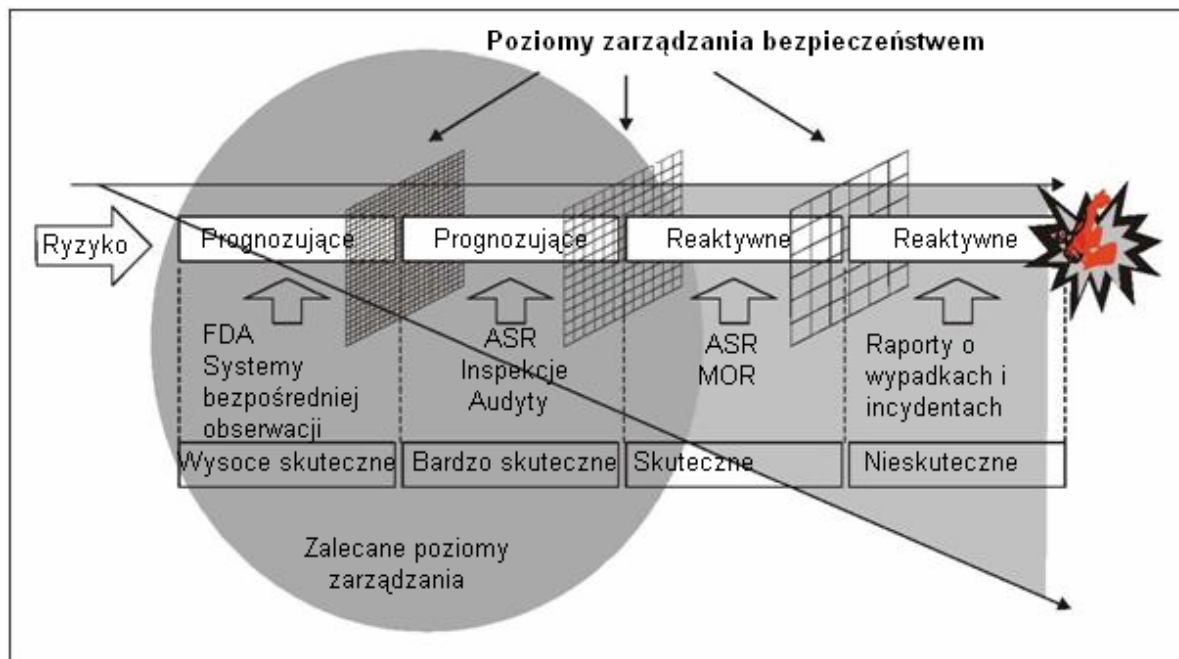 Poziomy zarządzania bezpieczeństwem
Ryzyko
Prognozujące
Prognozujące
Reaktywne
Reaktywne
FDA
Systemy
bezpośredniej
obserwacji
ASR
Inspekcje
Audyty
ASR
MOR
Raporty o
wypadkach i
incydentach
Wysoce skuteczne
Bardzo skuteczne
Skuteczne
Nieskuteczne
Zalecane poziomy
zarządzania